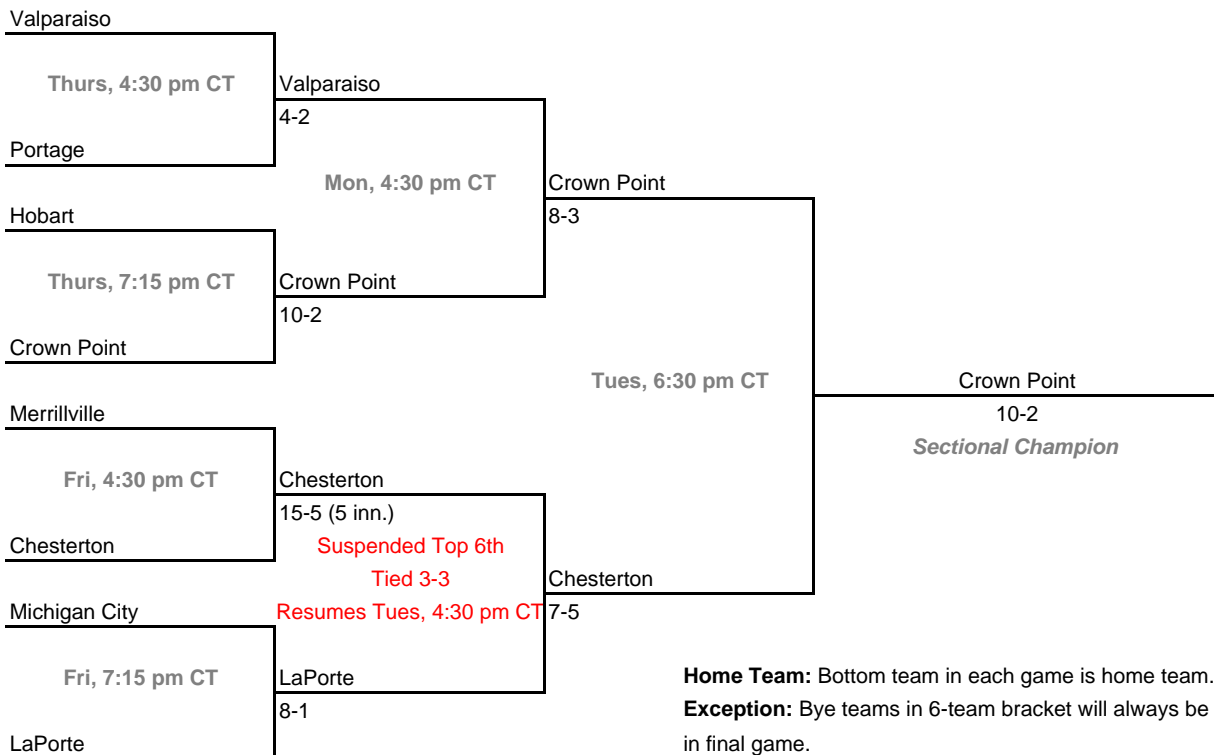 Valparaiso
Thurs, 4:30 pm CT
Valparaiso
4-2
Portage
Mon, 4:30 pm CT
Crown Point
Hobart
8-3
Thurs, 7:15 pm CT
Crown Point
10-2
Crown Point
Tues, 6:30 pm CT
Crown Point
Merrillville
10-2
Sectional Champion
Fri, 4:30 pm CT
Chesterton
15-5 (5 inn.)
Chesterton
Suspended Top 6th
Tied 3-3
Chesterton
Michigan City
Resumes Tues, 4:30 pm CT
7-5
Fri, 7:15 pm CT
LaPorte
8-1
LaPorte
Home Team: Bottom team in each game is home team.
Exception: Bye teams in 6-team bracket will always be
in final game.